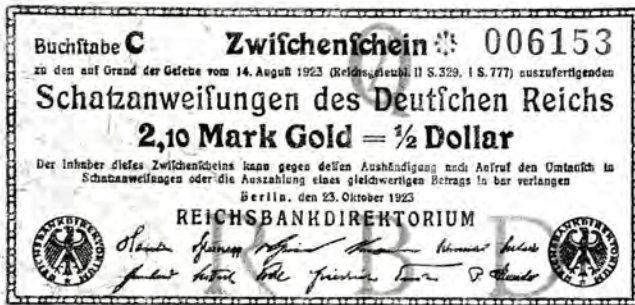 Buchſtabe C Zwiſchenſchein 006153
zu den auf Grund der Geſetze vom 14. Auguſt 1923 (Reichsgeſetzbl. II S. 329, I S. 777) auszufertigenden
Schatzanweiſungen des Deutſchen Reichs
2,10 Mark Gold = ½ Dollar
Der Inhaber dieſes Zwiſchenſcheins kann gegen deſſen Aushändigung nach Aufruf den Umtauſch in
Schatzanweiſungen oder die Auszahlung eines gleichwertigen Betrags in bar verlangen
Berlin, den 23. Oktober 1923
REICHSBANKDIREKTORIUM
Q
R B D
REICHSBANKDIREKTORIUM
REICHSBANKDIREKTORIUM